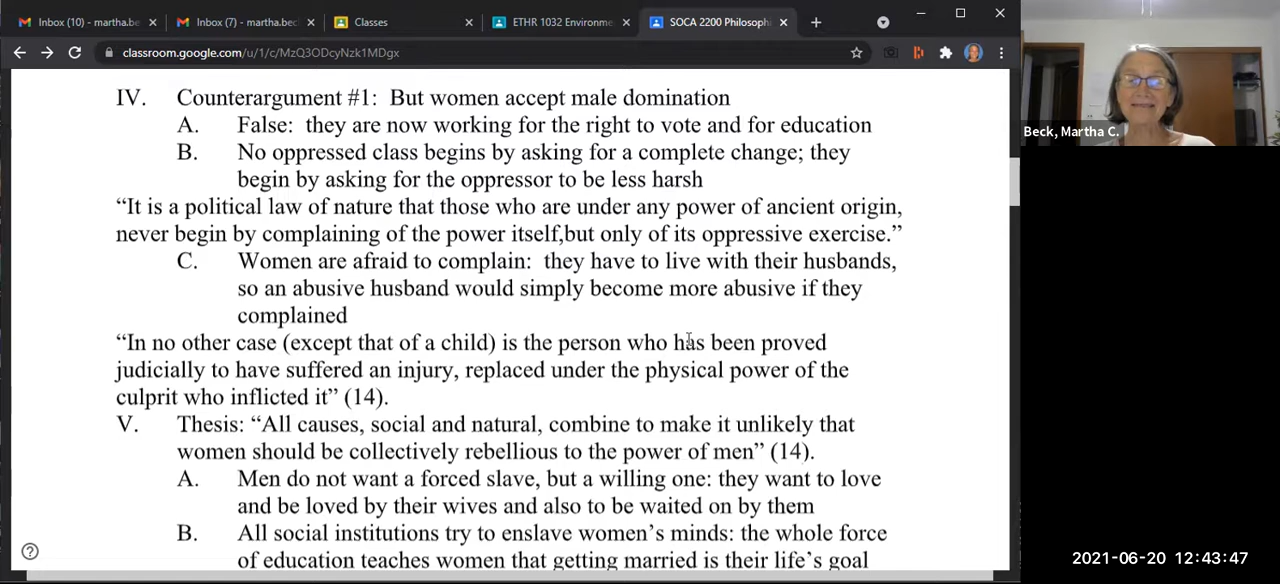 Inbox (10) - martha.be
Inbox (7) - martha.bec
Classes
ETHR 1032 Environme
SOCA 2200 Philosoph
classroom.google.com/u/1/c/MzQ3ODcyNzk1MDgx
IV. Counterargument #1: But women accept male domination
A. False: they are now working for the right to vote and for education
B. No oppressed class begins by asking for a complete change; they
begin by asking for the oppressor to be less harsh
“It is a political law of nature that those who are under any power of ancient origin,
never begin by complaining of the power itself,but only of its oppressive exercise.”
C. Women are afraid to complain: they have to live with their husbands,
so an abusive husband would simply become more abusive if they
complained
“In no other case (except that of a child) is the person who has been proved
judicially to have suffered an injury, replaced under the physical power of the
culprit who inflicted it” (14).
V. Thesis: “All causes, social and natural, combine to make it unlikely that
women should be collectively rebellious to the power of men” (14).
A. Men do not want a forced slave, but a willing one: they want to love
and be loved by their wives and also to be waited on by them
B. All social institutions try to enslave women’s minds: the whole force
of education teaches women that getting married is their life’s goal
Beck, Martha C.
2021-06-20 12:43:47